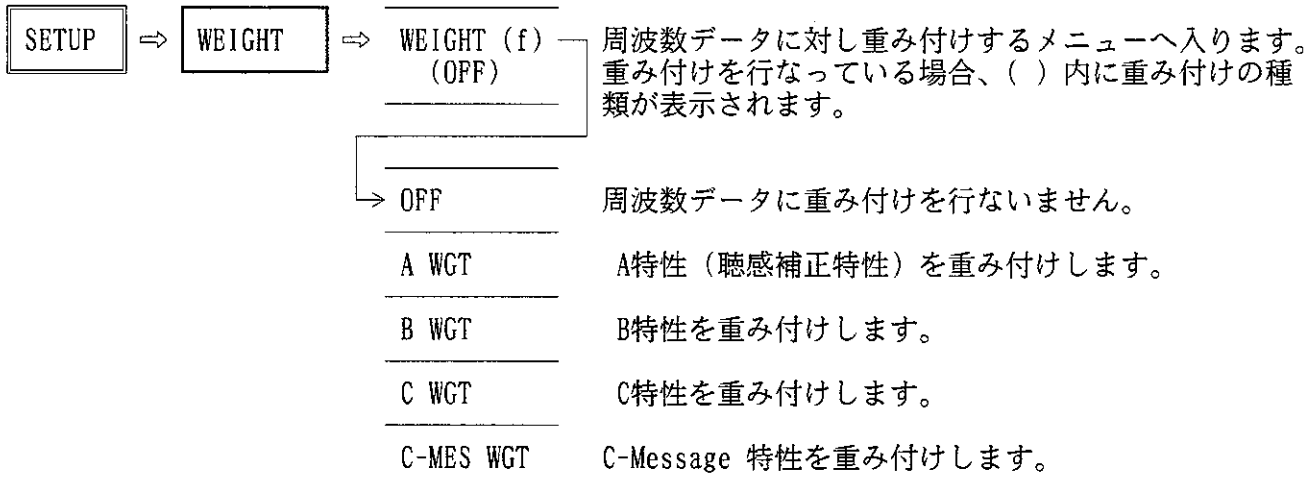 SETUP ⇨ WEIGHT ⇨ WEIGHT (f) 周波数データに対し重み付けするメニューへ入ります。
(OFF) 重み付けを行なっている場合、( ) 内に重み付けの種
類が表示されます。
OFF 周波数データに重み付けを行ないません。
A WGT A特性（聴感補正特性）を重み付けします。
B WGT B特性を重み付けします。
C WGT C特性を重み付けします。
C-MES WGT C-Message 特性を重み付けします。